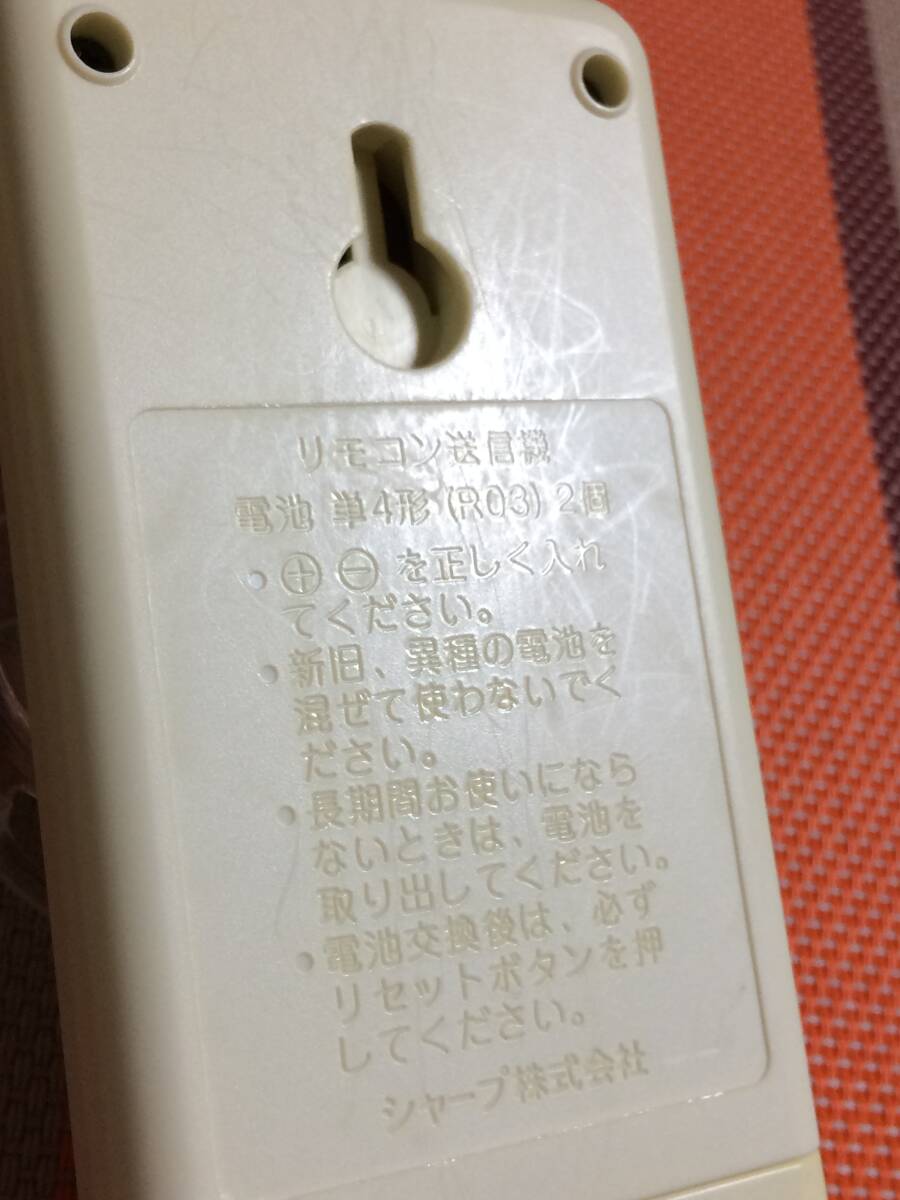 リモコン送信機
電池 単4形 (R03) 2個
・⊕ ⊖ を正しく入れ
てください。
・新旧、異種の電池を
混ぜて使わないでく
ださい。
・長期間お使いになら
ないときは、電池を
取り出してください。
・電池交換後は、必ず
リセットボタンを押
してください。
シャープ株式会社